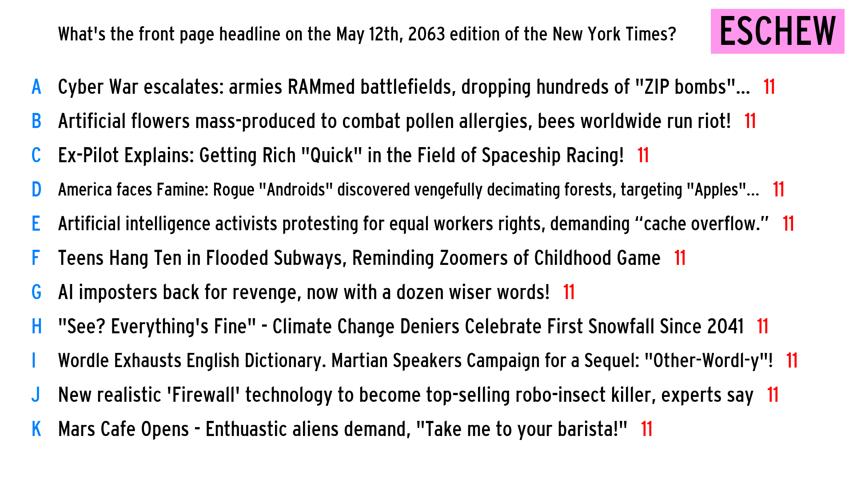 What's the front page headline on the May 12th, 2063 edition of the New York Times?
ESCHEW
A Cyber War escalates: armies RAMmed battlefields, dropping hundreds of "ZIP bombs"... 11
B Artificial flowers mass-produced to combat pollen allergies, bees worldwide run riot! 11
C Ex-Pilot Explains: Getting Rich "Quick" in the Field of Spaceship Racing! 11
D America faces Famine: Rogue "Androids" discovered vengefully decimating forests, targeting "Apples"... 11
E Artificial intelligence activists protesting for equal workers rights, demanding “cache overflow.” 11
F Teens Hang Ten in Flooded Subways, Reminding Zoomers of Childhood Game 11
G AI imposters back for revenge, now with a dozen wiser words! 11
H "See? Everything's Fine" - Climate Change Deniers Celebrate First Snowfall Since 2041 11
I Wordle Exhausts English Dictionary. Martian Speakers Campaign for a Sequel: "Other-Wordl-y"! 11
J New realistic 'Firewall' technology to become top-selling robo-insect killer, experts say 11
K Mars Cafe Opens - Enthuastic aliens demand, "Take me to your barista!" 11